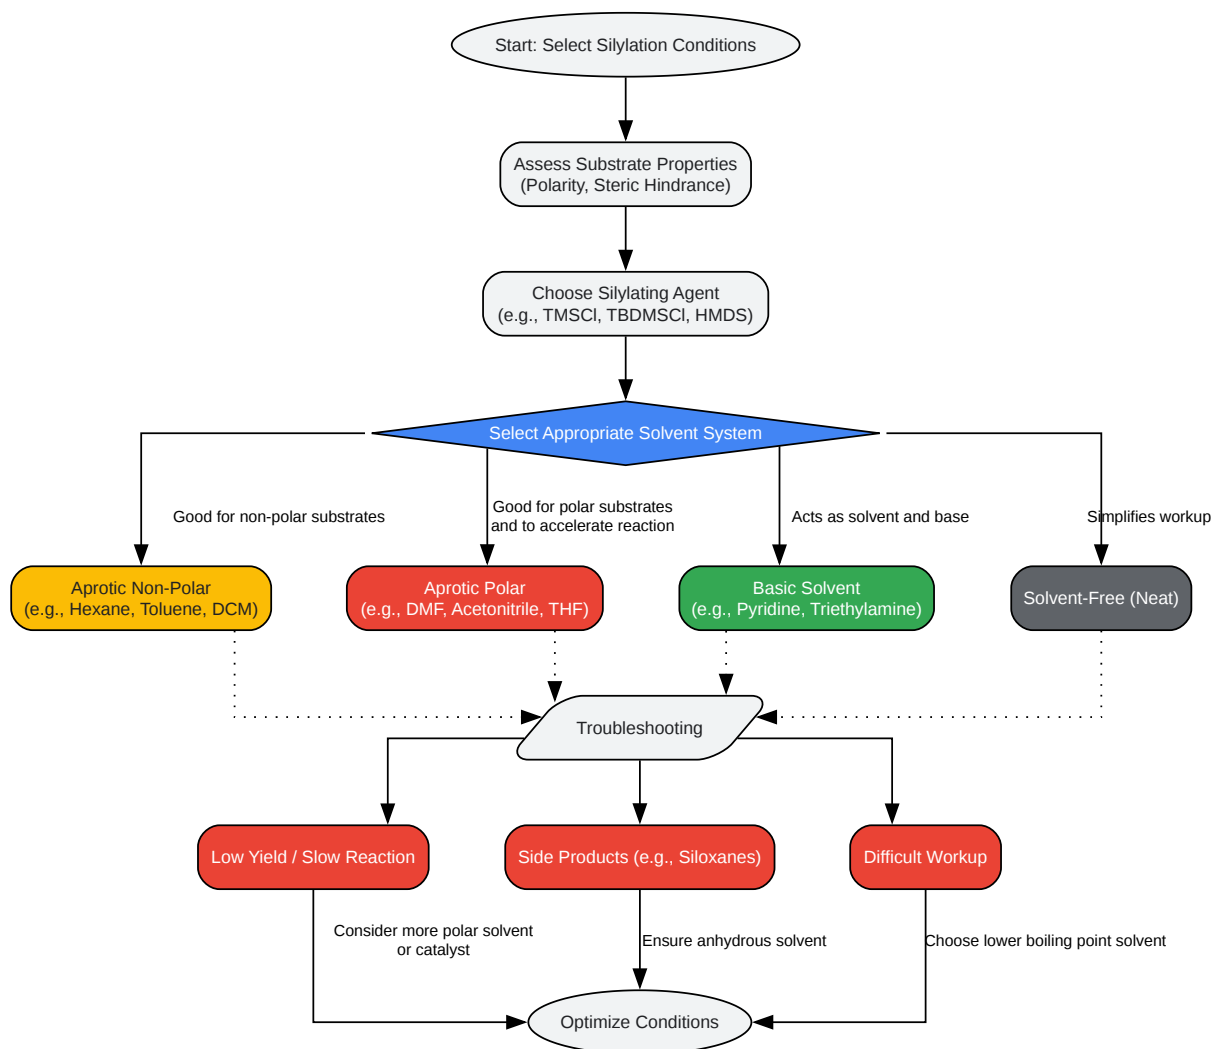 Start: Select Silylation Conditions
Assess Substrate Properties
(Polarity, Steric Hindrance)
Choose Silylating Agent
(e.g., TMSCl, TBDMSCl, HMDS)
Select Appropriate Solvent System
Good for non-polar substrates
Good for polar substrates
and to accelerate reaction
Acts as solvent and base
Simplifies workup
Aprotic Non-Polar
(e.g., Hexane, Toluene, DCM)
Aprotic Polar
(e.g., DMF, Acetonitrile, THF)
Basic Solvent
(e.g., Pyridine, Triethylamine)
Solvent-Free (Neat)
Troubleshooting
Low Yield / Slow Reaction
Side Products (e.g., Siloxanes)
Difficult Workup
Consider more polar solvent
or catalyst
Ensure anhydrous solvent
Choose lower boiling point solvent
Optimize Conditions